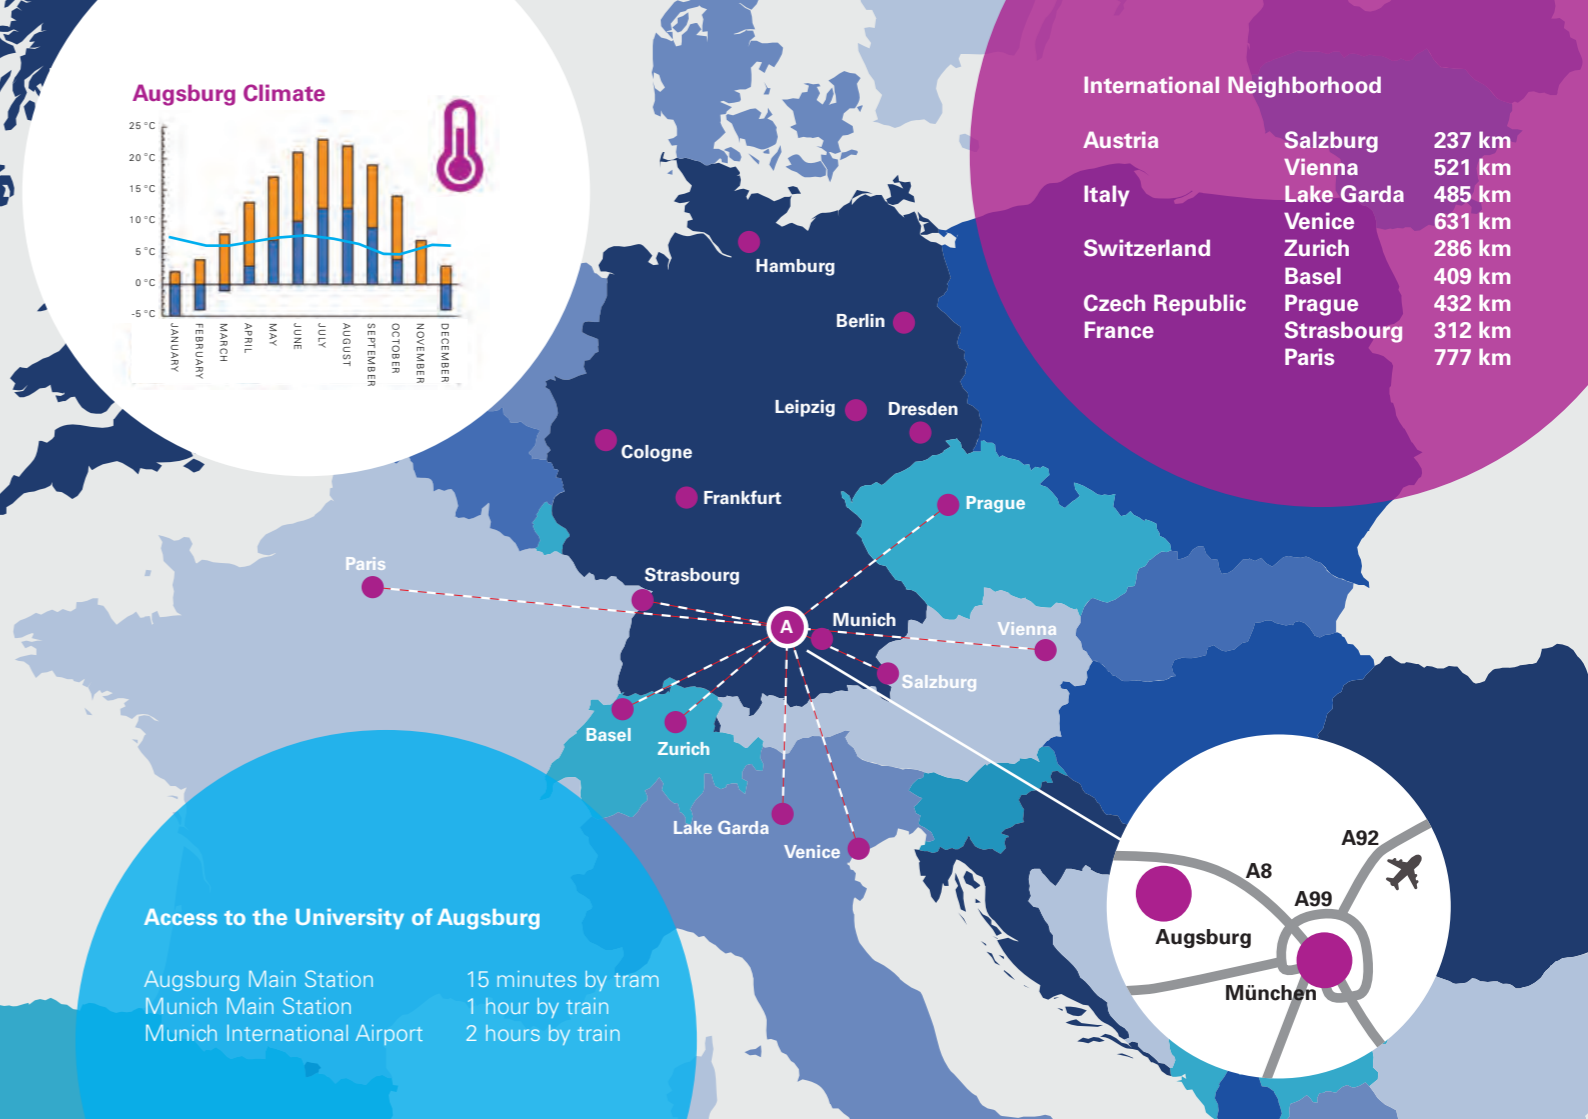 Augsburg Climate
25 °C
20 °C
15 °C
10 °C
5 °C
0 °C
-5 °C
JANUARY
FEBRUARY
MARCH
APRIL
MAY
JUNE
JULY
AUGUST
SEPTEMBER
OCTOBER
NOVEMBER
DECEMBER
International Neighborhood
Austria Salzburg 237 km
Vienna 521 km
Italy Lake Garda 485 km
Venice 631 km
Switzerland Zurich 286 km
Basel 409 km
Czech Republic Prague 432 km
France Strasbourg 312 km
Paris 777 km
Hamburg
Berlin
Leipzig
Dresden
Cologne
Frankfurt
Prague
Paris
Strasbourg
A
Munich
Vienna
Salzburg
Basel
Zurich
Lake Garda
Venice
A92
A8
A99
Augsburg
München
Access to the University of Augsburg
Augsburg Main Station 15 minutes by tram
Munich Main Station 1 hour by train
Munich International Airport 2 hours by train